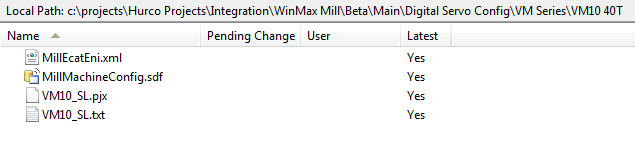 Local Path: c:\projects\Hurco Projects\Integration\WinMax Mill\Beta\Main\Digital Servo Config\VM Series\VM10 40T
Name Pending Change User Latest
MillEcatEni.xml Yes
MillMachineConfig.sdf Yes
VM10_SL.pjx Yes
VM10_SL.txt Yes